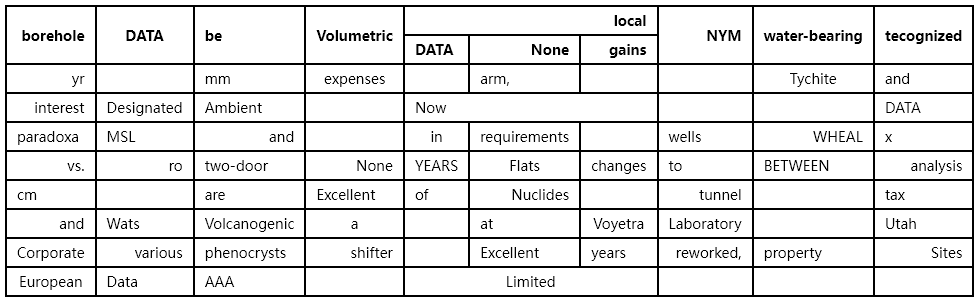 borehole DATA be Volumetric local NYM water-bearing tecognized
DATA None gains
yr mm expenses arm, Tychite and
interest Designated Ambient Now DATA
paradoxa MSL and in requirements wells WHEAL x
vs. ro two-door None YEARS Flats changes to BETWEEN analysis
cm are Excellent of Nuclides tunnel tax
and Wats Volcanogenic a at Voyetra Laboratory Utah
Corporate various phenocrysts shifter Excellent years reworked, property Sites
European Data AAA Limited